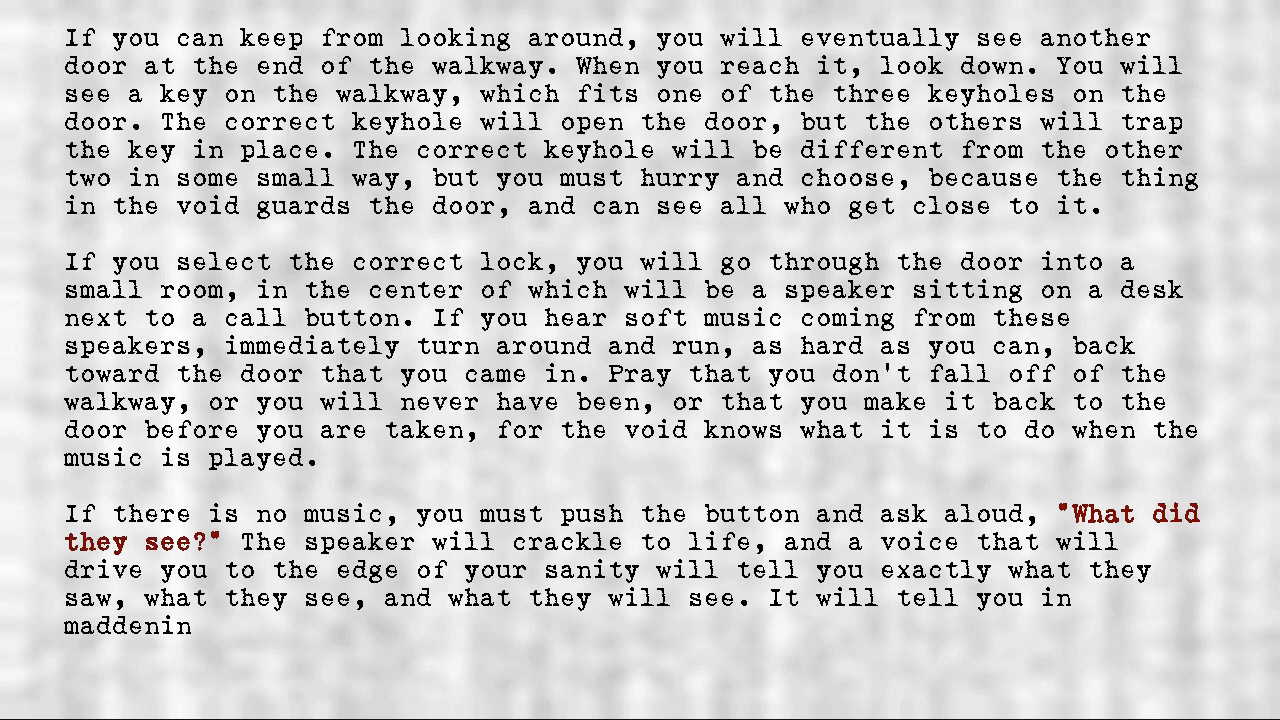 If you can keep from looking around, you will eventually see another
door at the end of the walkway. When you reach it, look down. You will
see a key on the walkway, which fits one of the three keyholes on the
door. The correct keyhole will open the door, but the others will trap
the key in place. The correct keyhole will be different from the other
two in some small way, but you must hurry and choose, because the thing
in the void guards the door, and can see all who get close to it.
If you select the correct lock, you will go through the door into a
small room, in the center of which will be a speaker sitting on a desk
next to a call button. If you hear soft music coming from these
speakers, immediately turn around and run, as hard as you can, back
toward the door that you came in. Pray that you don't fall off of the
walkway, or you will never have been, or that you make it back to the
door before you are taken, for the void knows what it is to do when the
music is played.
If there is no music, you must push the button and ask aloud, "What did
they see?" The speaker will crackle to life, and a voice that will
drive you to the edge of your sanity will tell you exactly what they
saw, what they see, and what they will see. It will tell you in
maddenin